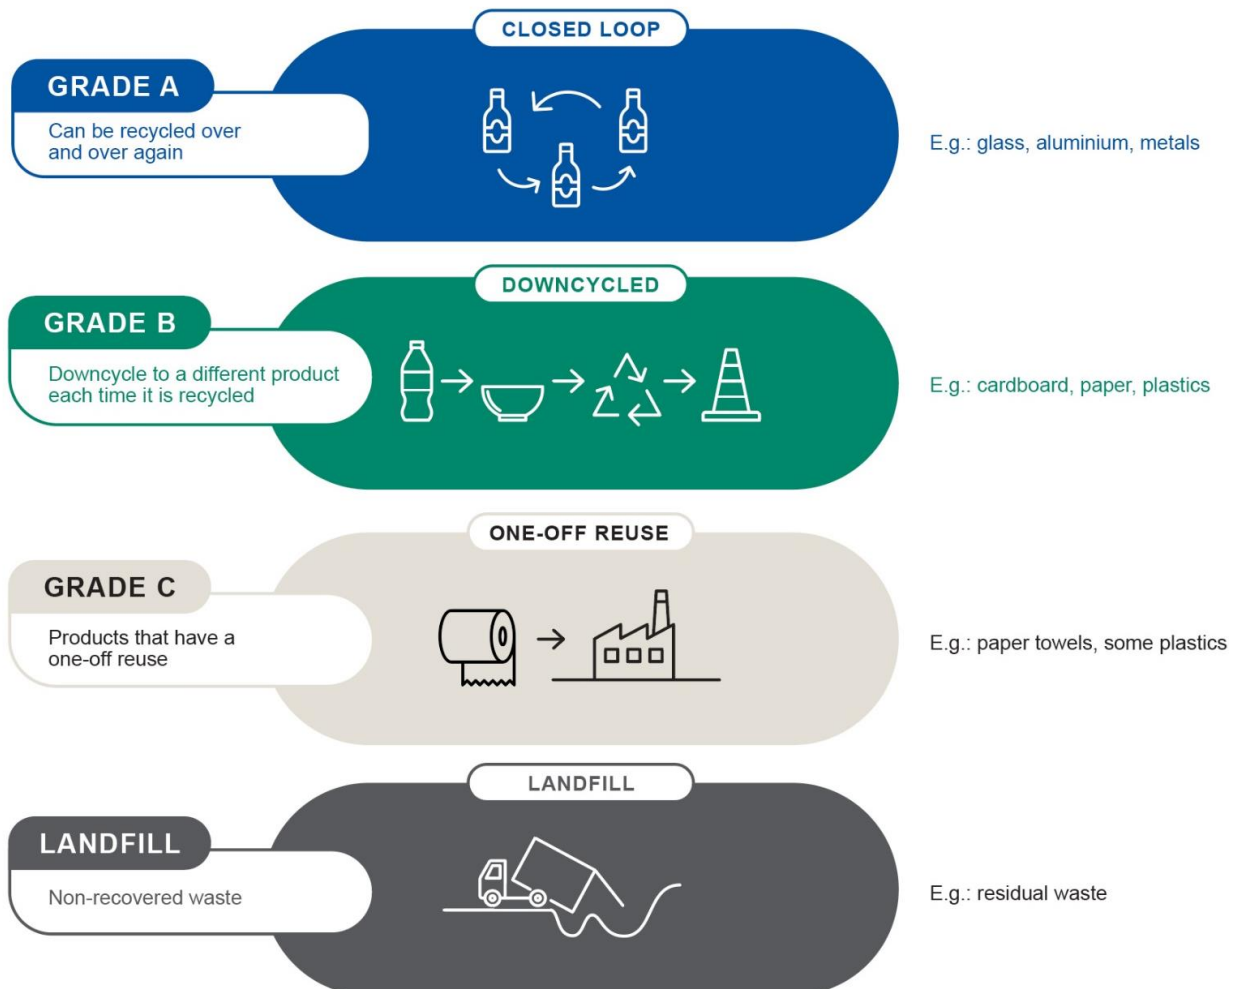 CLOSED LOOP
GRADE A
Can be recycled over
and over again
E.g.: glass, aluminium, metals
DOWNCYCLED
GRADE B
Downcycle to a different product
each time it is recycled
E.g.: cardboard, paper, plastics
ONE-OFF REUSE
GRADE C
Products that have a
one-off reuse
E.g.: paper towels, some plastics
LANDFILL
LANDFILL
Non-recovered waste
E.g.: residual waste